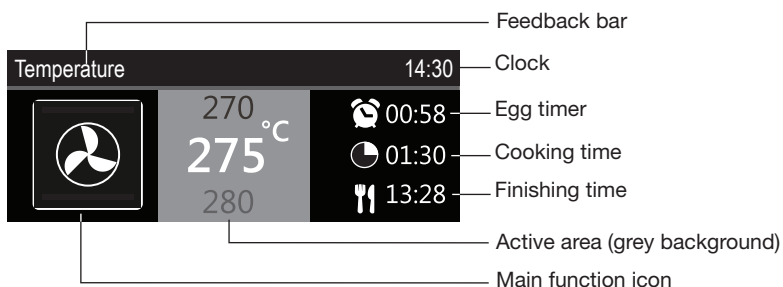 Feedback bar
Temperature 14:30 Clock
270 00:58 Egg timer
275°C 01:30 Cooking time
280 13:28 Finishing time
Active area (grey background)
Main function icon